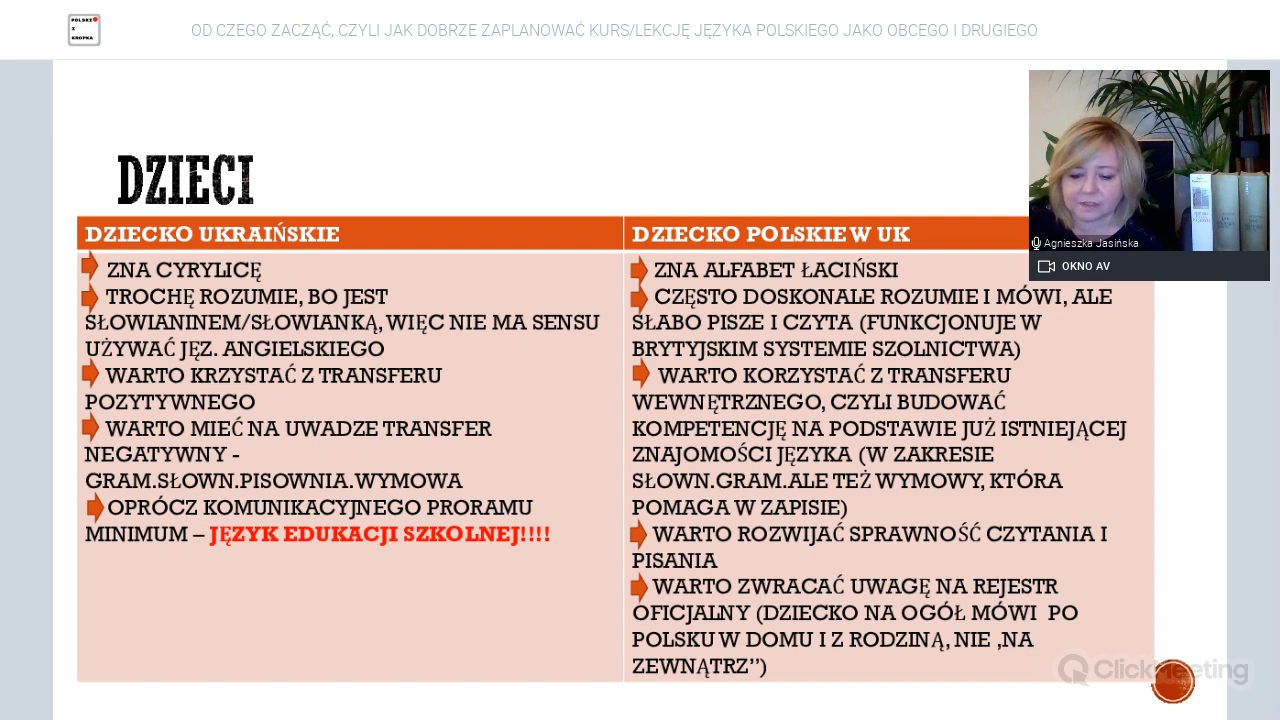 POLSKI
Z
KROPKA
OD CZEGO ZACZĄĆ, CZYLI JAK DOBRZE ZAPLANOWAĆ KURS/LEKCJĘ JĘZYKA POLSKIEGO JAKO OBCEGO I DRUGIEGO
Agnieszka Jasińska
OKNO AV
DZIECI
DZIECKO UKRAIŃSKIE
ZNA CYRYLICĘ
TROCHĘ ROZUMIE, BO JEST
SŁOWIANINEM/SŁOWIANKĄ, WIĘC NIE MA SENSU
UŻYWAĆ JĘZ. ANGIELSKIEGO
WARTO KRZYSTAĆ Z TRANSFERU
POZYTYWNEGO
WARTO MIEĆ NA UWADZE TRANSFER
NEGATYWNY -
GRAM.SŁOWN.PISOWNIA.WYMOWA
OPRÓCZ KOMUNIKACYJNEGO PRORAMU
MINIMUM – JĘZYK EDUKACJI SZKOLNEJ!!!!
DZIECKO POLSKIE W UK
ZNA ALFABET ŁACIŃSKI
CZĘSTO DOSKONALE ROZUMIE I MÓWI, ALE
SŁABO PISZE I CZYTA (FUNKCJONUJE W
BRYTYJSKIM SYSTEMIE SZOLNICTWA)
WARTO KORZYSTAĆ Z TRANSFERU
WEWNĘTRZNEGO, CZYLI BUDOWAĆ
KOMPETENCJĘ NA PODSTAWIE JUŻ ISTNIEJĄCEJ
ZNAJOMOŚCI JĘZYKA (W ZAKRESIE
SŁOWN.GRAM.ALE TEŻ WYMOWY, KTÓRA
POMAGA W ZAPISIE)
WARTO ROZWIJAĆ SPRAWNOŚĆ CZYTANIA I
PISANIA
WARTO ZWRACAĆ UWAGĘ NA REJESTR
OFICJALNY (DZIECKO NA OGÓŁ MÓWI PO
POLSKU W DOMU I Z RODZINĄ, NIE ,NA
ZEWNĄTRZ”)
ClickMeeting